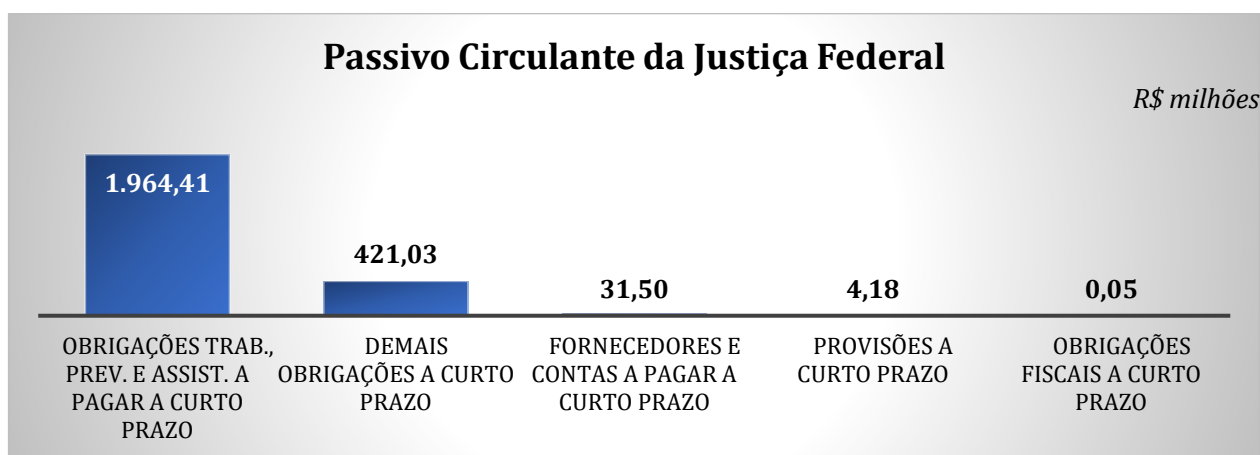 Passivo Circulante da Justiça Federal
R$ milhões
1.964,41
421,03
31,50
4,18
0,05
OBRIGAÇÕES TRAB.,
PREV. E ASSIST. A
PAGAR A CURTO
PRAZO
DEMAIS
OBRIGAÇÕES A CURTO
PRAZO
FORNECEDORES E
CONTAS A PAGAR A
CURTO PRAZO
PROVISÕES A
CURTO PRAZO
OBRIGAÇÕES
FISCAIS A CURTO
PRAZO